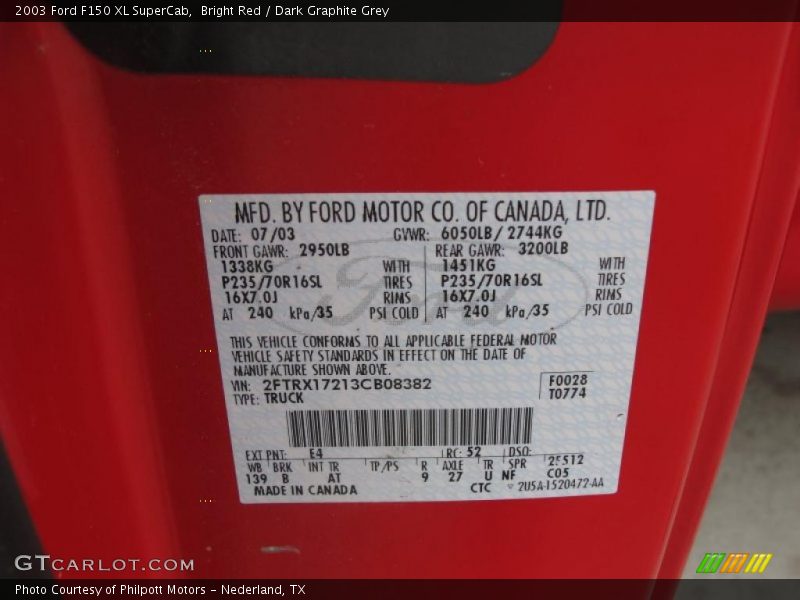 2003 Ford F150 XL SuperCab, Bright Red / Dark Graphite Grey
MFD. BY FORD MOTOR CO. OF CANADA, LTD.
DATE: 07/03 GVWR: 6050LB/ 2744KG
FRONT GAWR: 2950LB REAR GAWR: 3200LB
1338KG WITH 1451KG WITH
P235/70R16SL TIRES P235/70R16SL TIRES
16X7.0J RIMS 16X7.0J RIMS
AT 240 kPa/35 PSI COLD AT 240 kPa/35 PSI COLD
THIS VEHICLE CONFORMS TO ALL APPLICABLE FEDERAL MOTOR
VEHICLE SAFETY STANDARDS IN EFFECT ON THE DATE OF
MANUFACTURE SHOWN ABOVE.
VIN: 2FTRX17213CB08382 F0028
TYPE: TRUCK T0774
EXT PNT: E4 RC: 52 DSO:
WB BRK INT TR TP/PS R AXLE TR SPR
139 B AT 9 27 U NF C05
MADE IN CANADA CTC 2U5A-1520472-AA
Ford
GTCARLOT.COM
Photo Courtesy of Philpott Motors - Nederland, TX